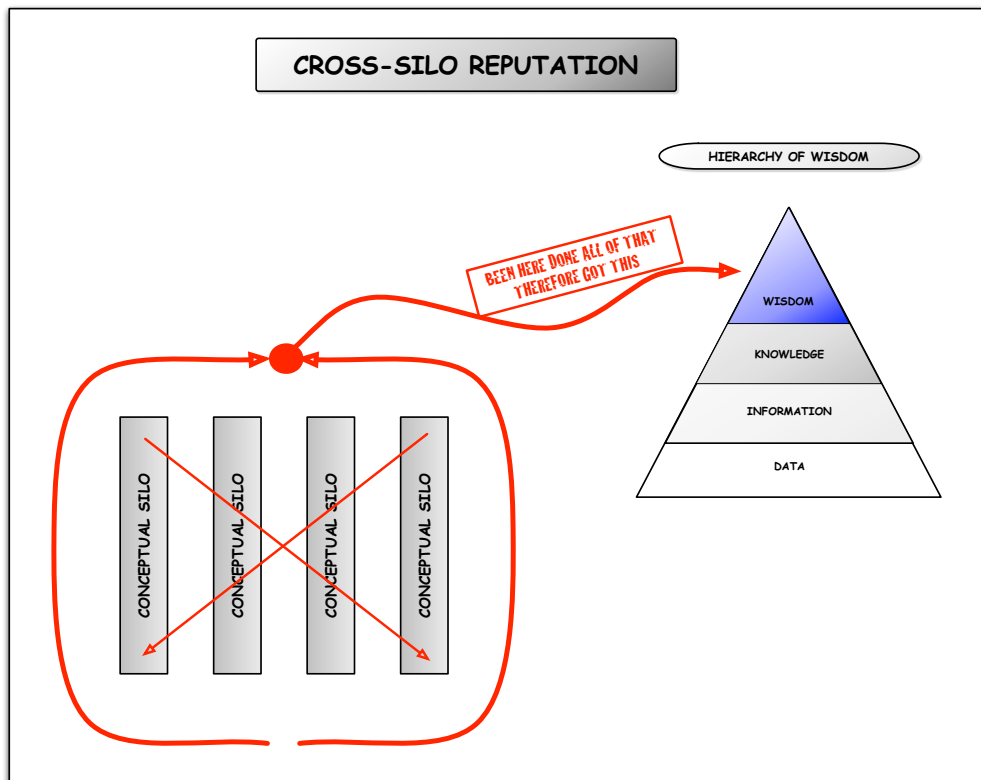 CROSS-SILO REPUTATION
HIERARCHY OF WISDOM
BEEN HERE DONE ALL OF THAT
THEREFORE GOT THIS
WISDOM
KNOWLEDGE
INFORMATION
DATA
CONCEPTUAL SILO
CONCEPTUAL SILO
CONCEPTUAL SILO
CONCEPTUAL SILO